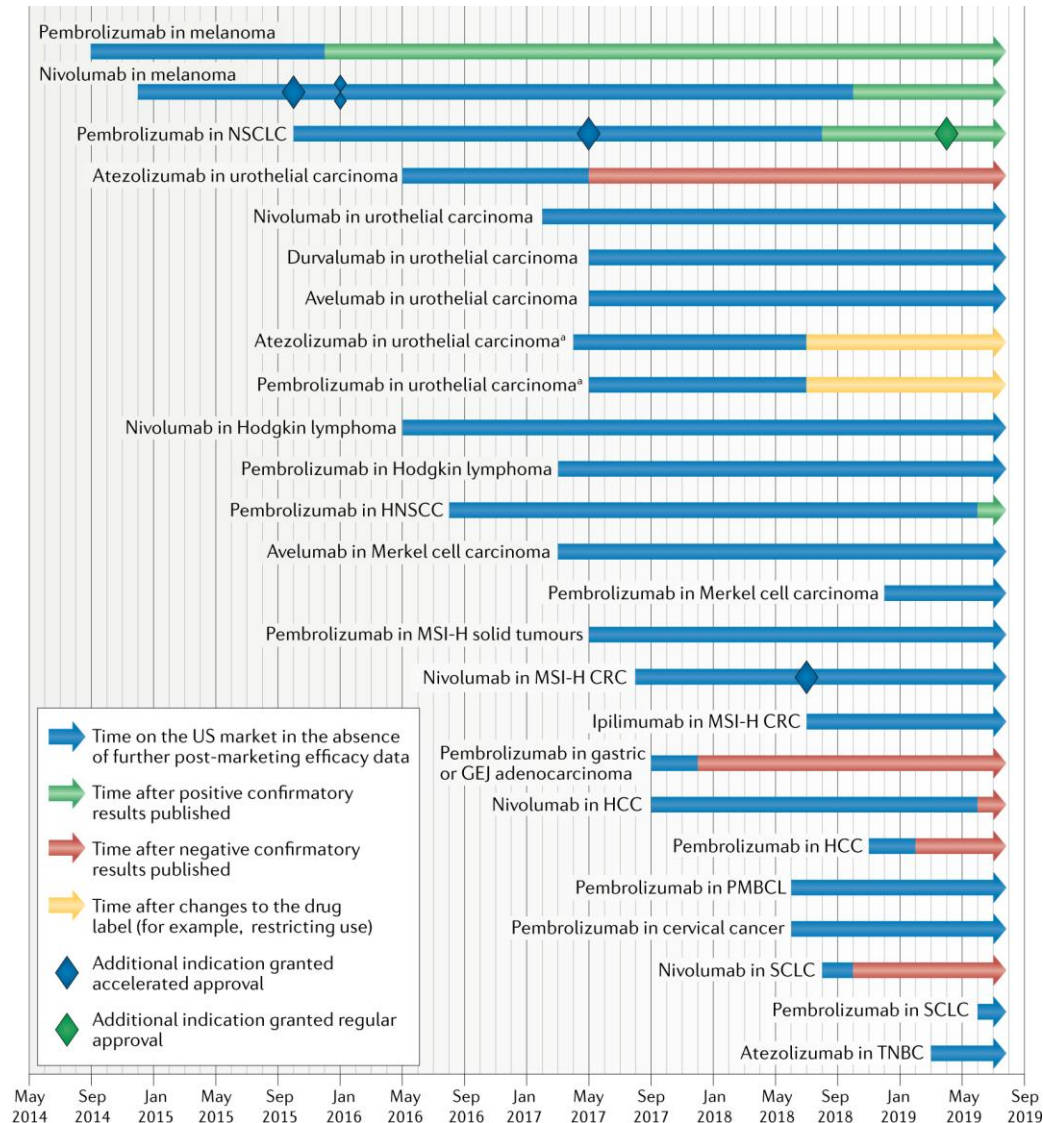 Pembrolizumab in melanoma
Nivolumab in melanoma
Pembrolizumab in NSCLC
Atezolizumab in urothelial carcinoma
Nivolumab in urothelial carcinoma
Durvalumab in urothelial carcinoma
Avelumab in urothelial carcinoma
Atezolizumab in urothelial carcinomaᵃ
Pembrolizumab in urothelial carcinomaᵃ
Nivolumab in Hodgkin lymphoma
Pembrolizumab in Hodgkin lymphoma
Pembrolizumab in HNSCC
Avelumab in Merkel cell carcinoma
Pembrolizumab in Merkel cell carcinoma
Pembrolizumab in MSI-H solid tumours
Nivolumab in MSI-H CRC
Ipilimumab in MSI-H CRC
Pembrolizumab in gastric
or GEJ adenocarcinoma
Nivolumab in HCC
Pembrolizumab in HCC
Pembrolizumab in PMBCL
Pembrolizumab in cervical cancer
Nivolumab in SCLC
Pembrolizumab in SCLC
Atezolizumab in TNBC
Time on the US market in the absence
of further post-marketing efficacy data
Time after positive confirmatory
results published
Time after negative confirmatory
results published
Time after changes to the drug
label (for example, restricting use)
Additional indication granted
accelerated approval
Additional indication granted regular
approval
May Sep Jan May Sep Jan May Sep Jan May Sep Jan May Sep Jan May Sep
2014 2014 2015 2015 2015 2016 2016 2016 2017 2017 2017 2018 2018 2018 2019 2019 2019